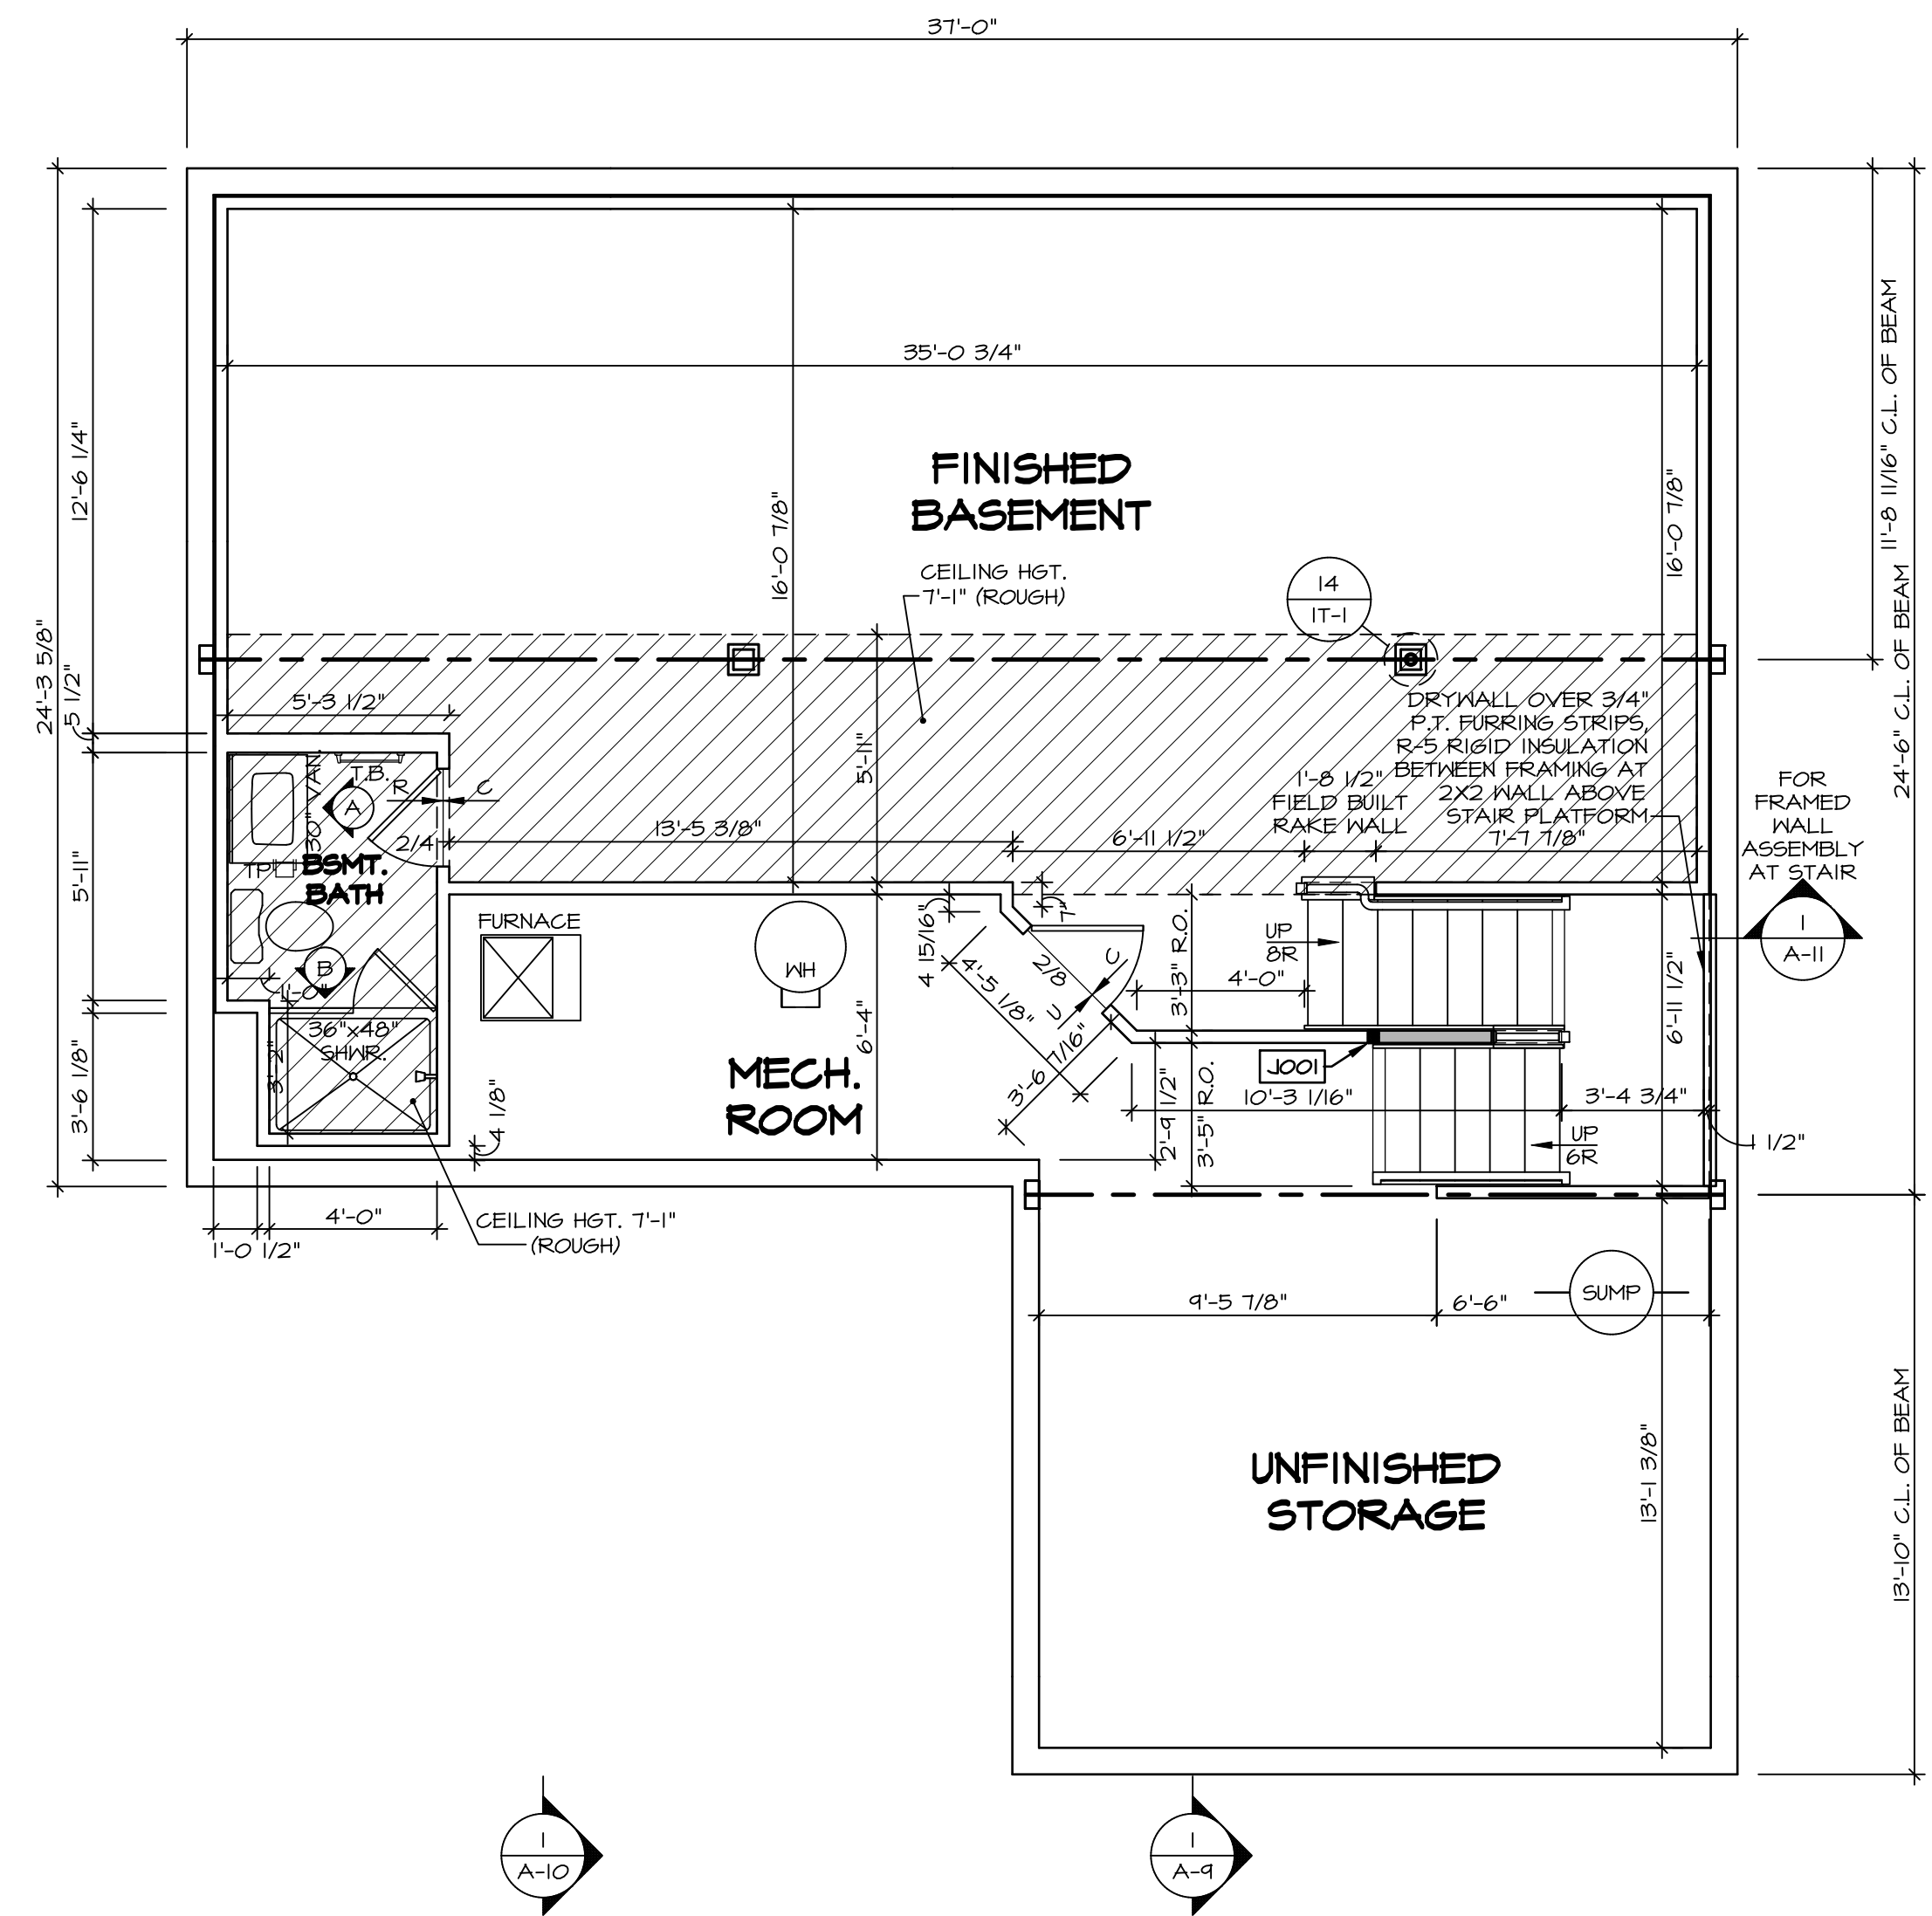 37'-0"
35'-0 3/4"
FINISHED
BASEMENT
CEILING HGT.
7'-1" (ROUGH)
16'-0 7/8"
16'-0 7/8"
14
1T-1
12'-6 1/4"
24'-3 5/8"
5 1/2"
5'-11"
3'-6 1/8"
11'-8 11/16" C.L. OF BEAM
24'-6" C.L. OF BEAM
13'-10" C.L. OF BEAM
5'-3 1/2"
5'-11"
DRYWALL OVER 3/4"
P.T. FURRING STRIPS,
R-5 RIGID INSULATION
BETWEEN FRAMING AT
2X2 WALL ABOVE
STAIR PLATFORM
1'-8 1/2"
FIELD BUILT
RAKE WALL
13'-5 3/8"
6'-11 1/2"
7'-7 7/8"
FOR
FRAMED
WALL
ASSEMBLY
AT STAIR
1
A-11
30" VAN.
T.B.
R
C
A
2/4
TP
BSMT.
BATH
B
1'-0"
36"x48"
SHWR.
3'-2"
FURNACE
WH
MECH.
ROOM
6'-4"
4 1/8"
4 15/16"
7"
2/8
C
U
4'-5 1/8"
3'-6 7/16"
3'-3" R.O.
4'-0"
UP
8R
6'-11 1/2"
J001
2'-9 1/2"
3'-5" R.O.
10'-3 1/16"
3'-4 3/4"
UP
6R
1 1/2"
4'-0"
1'-0 1/2"
CEILING HGT. 7'-1"
(ROUGH)
9'-5 7/8"
6'-6"
SUMP
UNFINISHED
STORAGE
13'-1 3/8"
1
A-10
1
A-9